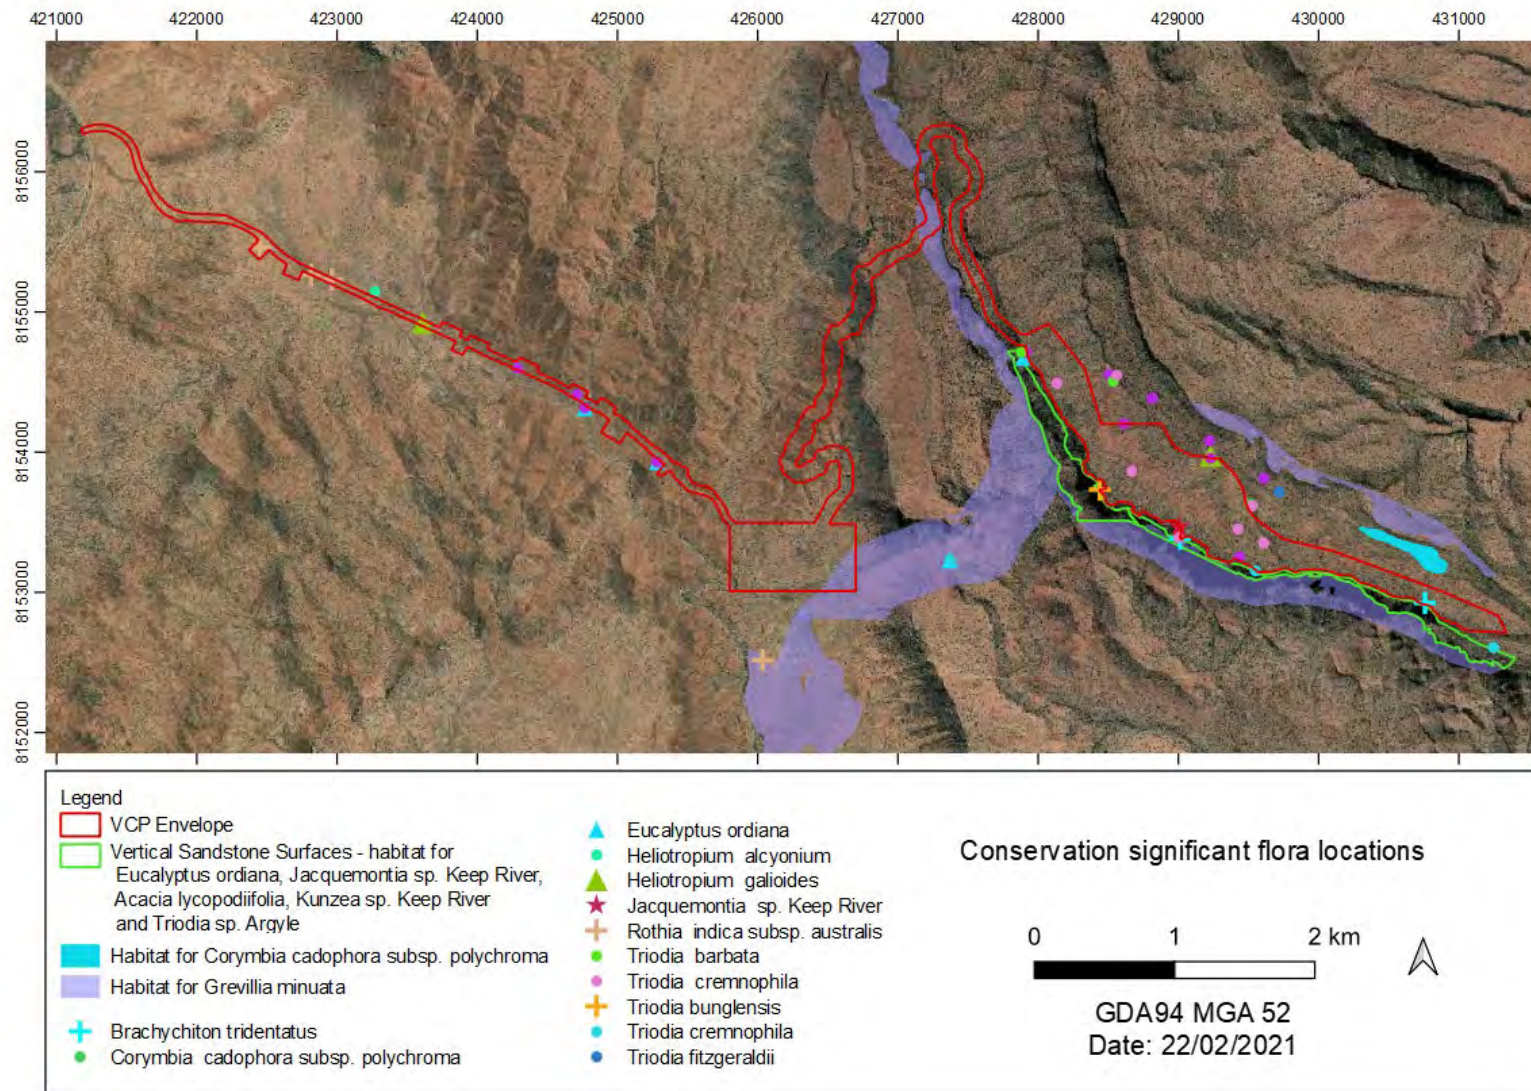 421000 422000 423000 424000 425000 426000 427000 428000 429000 430000 431000
8156000
8155000
8154000
8153000
8152000
Legend
VCP Envelope
Vertical Sandstone Surfaces - habitat for
Eucalyptus ordiana, Jacquemontia sp. Keep River,
Acacia lycopodiifolia, Kunzea sp. Keep River
and Triodia sp. Argyle
Habitat for Corymbia cadophora subsp. polychroma
Habitat for Grevillia minuata
Brachychiton tridentatus
Corymbia cadophora subsp. polychroma
Eucalyptus ordiana
Heliotropium alcyonium
Heliotropium galioides
Jacquemontia sp. Keep River
Rothia indica subsp. australis
Triodia barbata
Triodia cremnophila
Triodia bunglensis
Triodia cremnophila
Triodia fitzgeraldii
Conservation significant flora locations
0 1 2 km
GDA94 MGA 52
Date: 22/02/2021